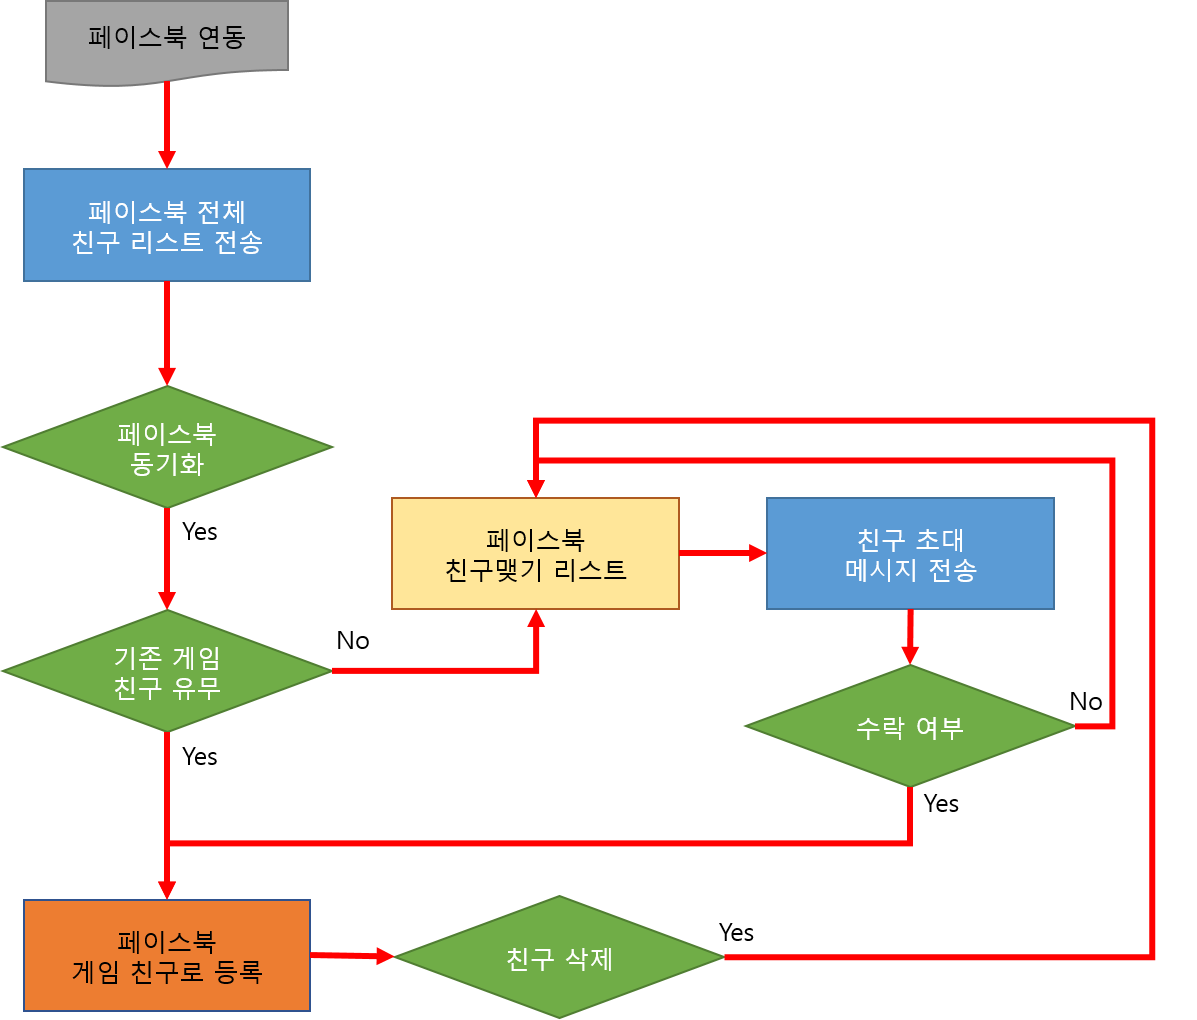 페이스북 연동
페이스북 전체
친구 리스트 전송
페이스북
동기화
Yes
기존 게임
친구 유무
No
Yes
페이스북
친구맺기 리스트
친구 초대
메시지 전송
수락 여부
No
Yes
페이스북
게임 친구로 등록
친구 삭제
Yes